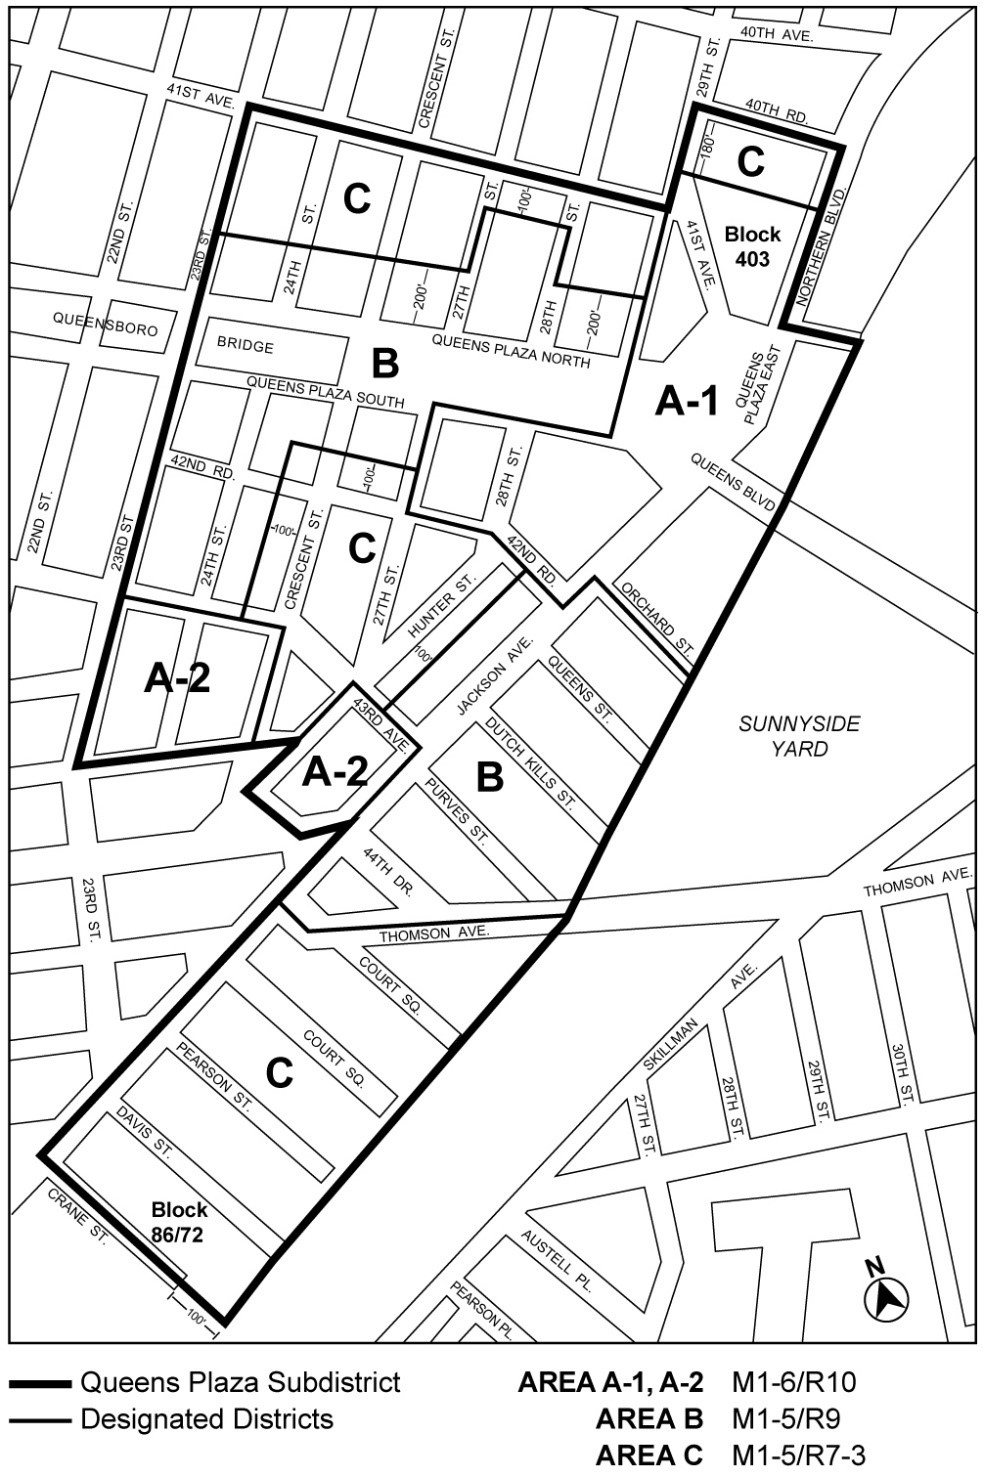 40TH AVE.
29TH ST.
CRESCENT ST.
41ST AVE.
40TH RD.
180'
C
22ND ST.
23RD ST.
C
24TH ST.
ST.
100'
ST.
41ST AVE.
Block
403
NORTHERN BLVD.
200'
27TH
28TH
200'
QUEENSBORO
BRIDGE
QUEENS PLAZA NORTH
B
QUEENS PLAZA SOUTH
A-1
QUEENS
PLAZA EAST
42ND RD.
100'
28TH ST.
QUEENS BLVD
22ND ST.
23RD ST
24TH ST.
100'
CRESCENT ST.
C
27TH ST.
42ND RD.
HUNTER ST.
ORCHARD ST.
100'
A-2
JACKSON AVE.
QUEENS ST.
43RD AVE.
SUNNYSIDE
YARD
A-2
B
DUTCH KILLS ST.
PURVES ST.
44TH DR.
23RD ST.
THOMSON AVE.
THOMSON AVE.
COURT SQ.
COURT SQ.
C
PEARSON ST.
DAVIS ST.
SKILLMAN AVE.
27TH ST.
28TH ST.
29TH ST.
30TH ST.
CRANE ST.
Block
86/72
100'
AUSTELL PL.
PEARSON PL.
N
Queens Plaza Subdistrict
Designated Districts
AREA A-1, A-2 M1-6/R10
AREA B M1-5/R9
AREA C M1-5/R7-3